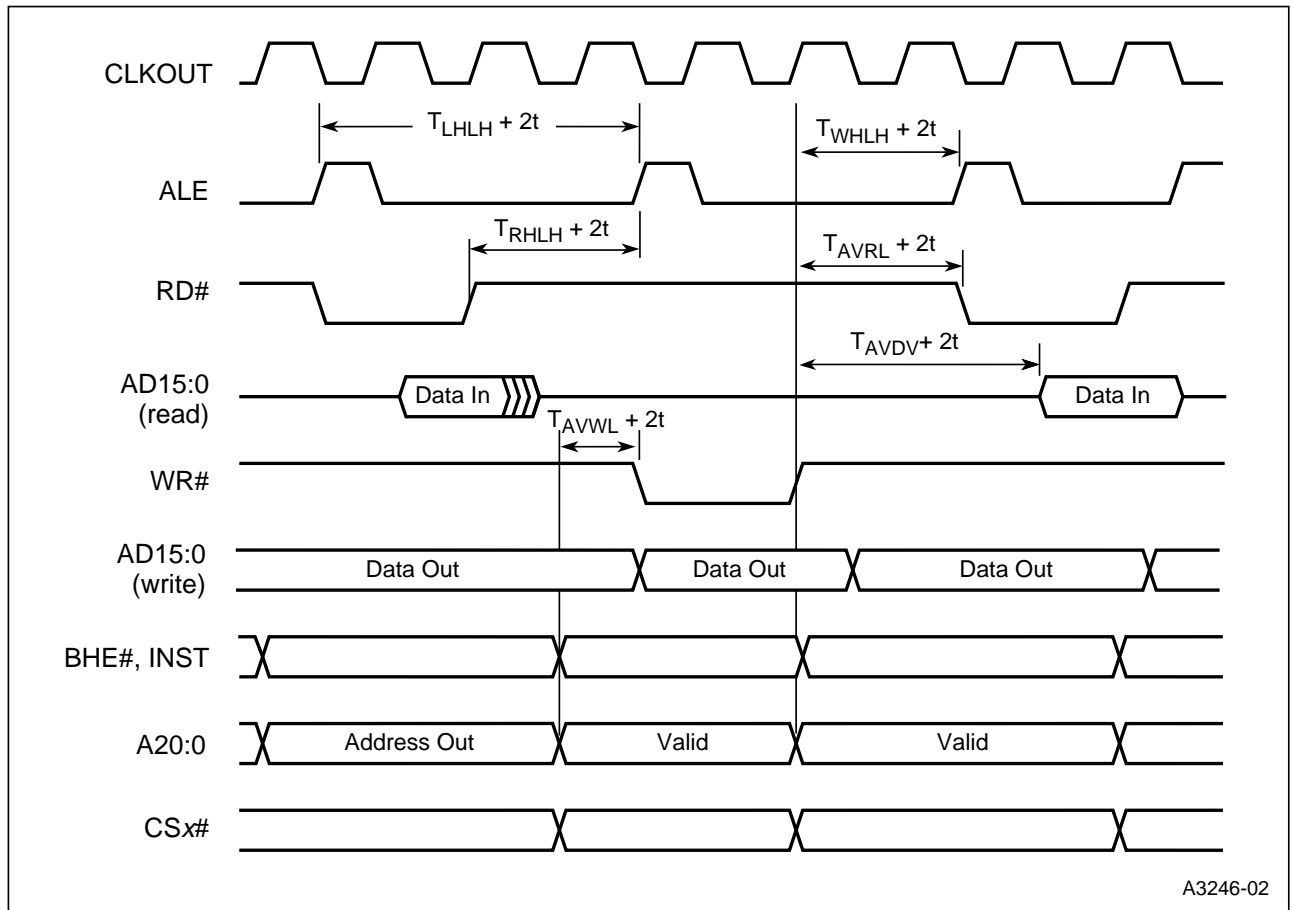 CLKOUT
T_LHLH + 2t
T_WHLH + 2t
ALE
T_RHLH + 2t
T_AVRL + 2t
RD#
T_AVDV+ 2t
AD15:0
(read)
Data In
Data In
T_AVWL + 2t
WR#
AD15:0
(write)
Data Out
Data Out
Data Out
BHE#, INST
A20:0
Address Out
Valid
Valid
CSx#
A3246-02